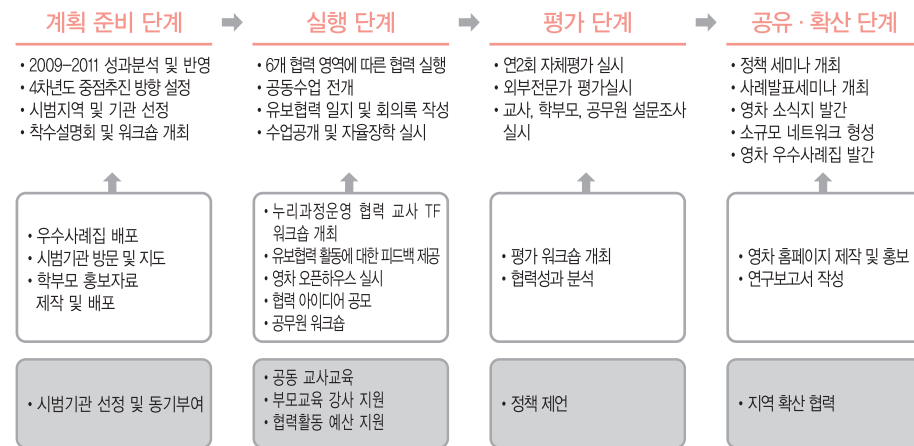 계획 준비 단계
• 2009-2011 성과분석 및 반영
• 4차년도 중점추진 방향 설정
• 시범지역 및 기관 선정
• 착수설명회 및 워크숍 개최
• 우수사례집 배포
• 시범기관 방문 및 지도
• 학부모 홍보자료
제작 및 배포
• 시범기관 선정 및 동기부여
실행 단계
• 6개 협력 영역에 따른 협력 실행
• 공동수업 전개
• 유보협력 일지 및 회의록 작성
• 수업공개 및 자율장학 실시
• 누리과정운영 협력 교사 TF
워크숍 개최
• 유보협력 활동에 대한 피드백 제공
• 영차 오픈하우스 실시
• 협력 아이디어 공모
• 공무원 워크숍
• 공동 교사교육
• 부모교육 강사 지원
• 협력활동 예산 지원
평가 단계
• 연2회 자체평가 실시
• 외부전문가 평가실시
• 교사, 학부모, 공무원 설문조사
실시
• 평가 워크숍 개최
• 협력성과 분석
• 정책 제언
공유 · 확산 단계
• 정책 세미나 개최
• 사례발표세미나 개최
• 영차 소식지 발간
• 소규모 네트워크 형성
• 영차 우수사례집 발간
• 영차 홈페이지 제작 및 홍보
• 연구보고서 작성
• 지역 확산 협력